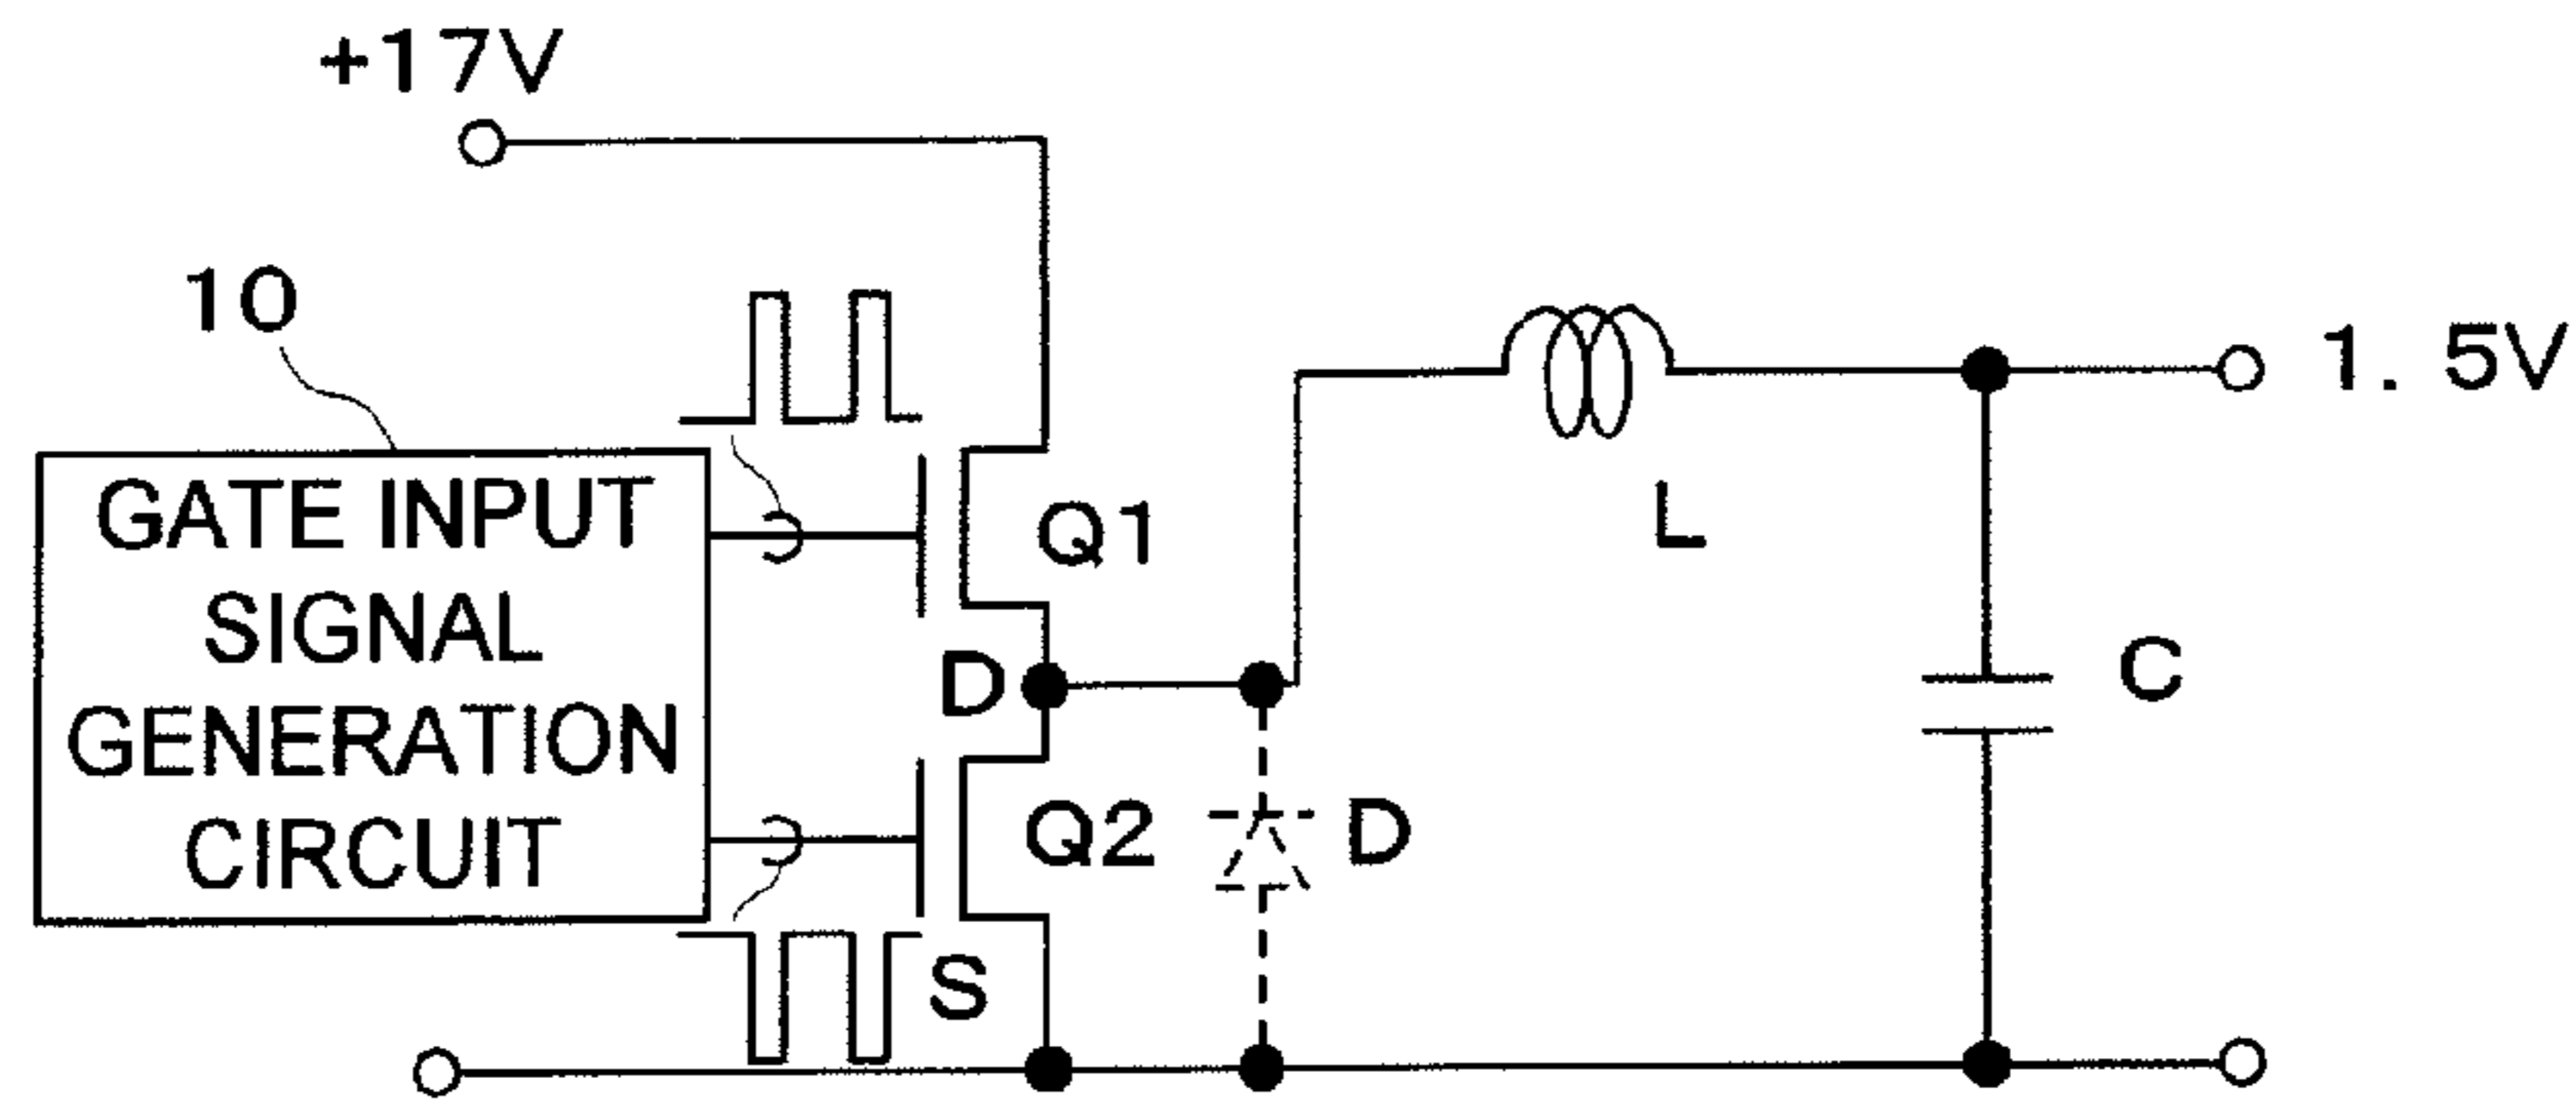 +17V
10
1. 5V
GATE INPUT
SIGNAL
GENERATION
CIRCUIT
Q1
L
D
C
Q2
D
S